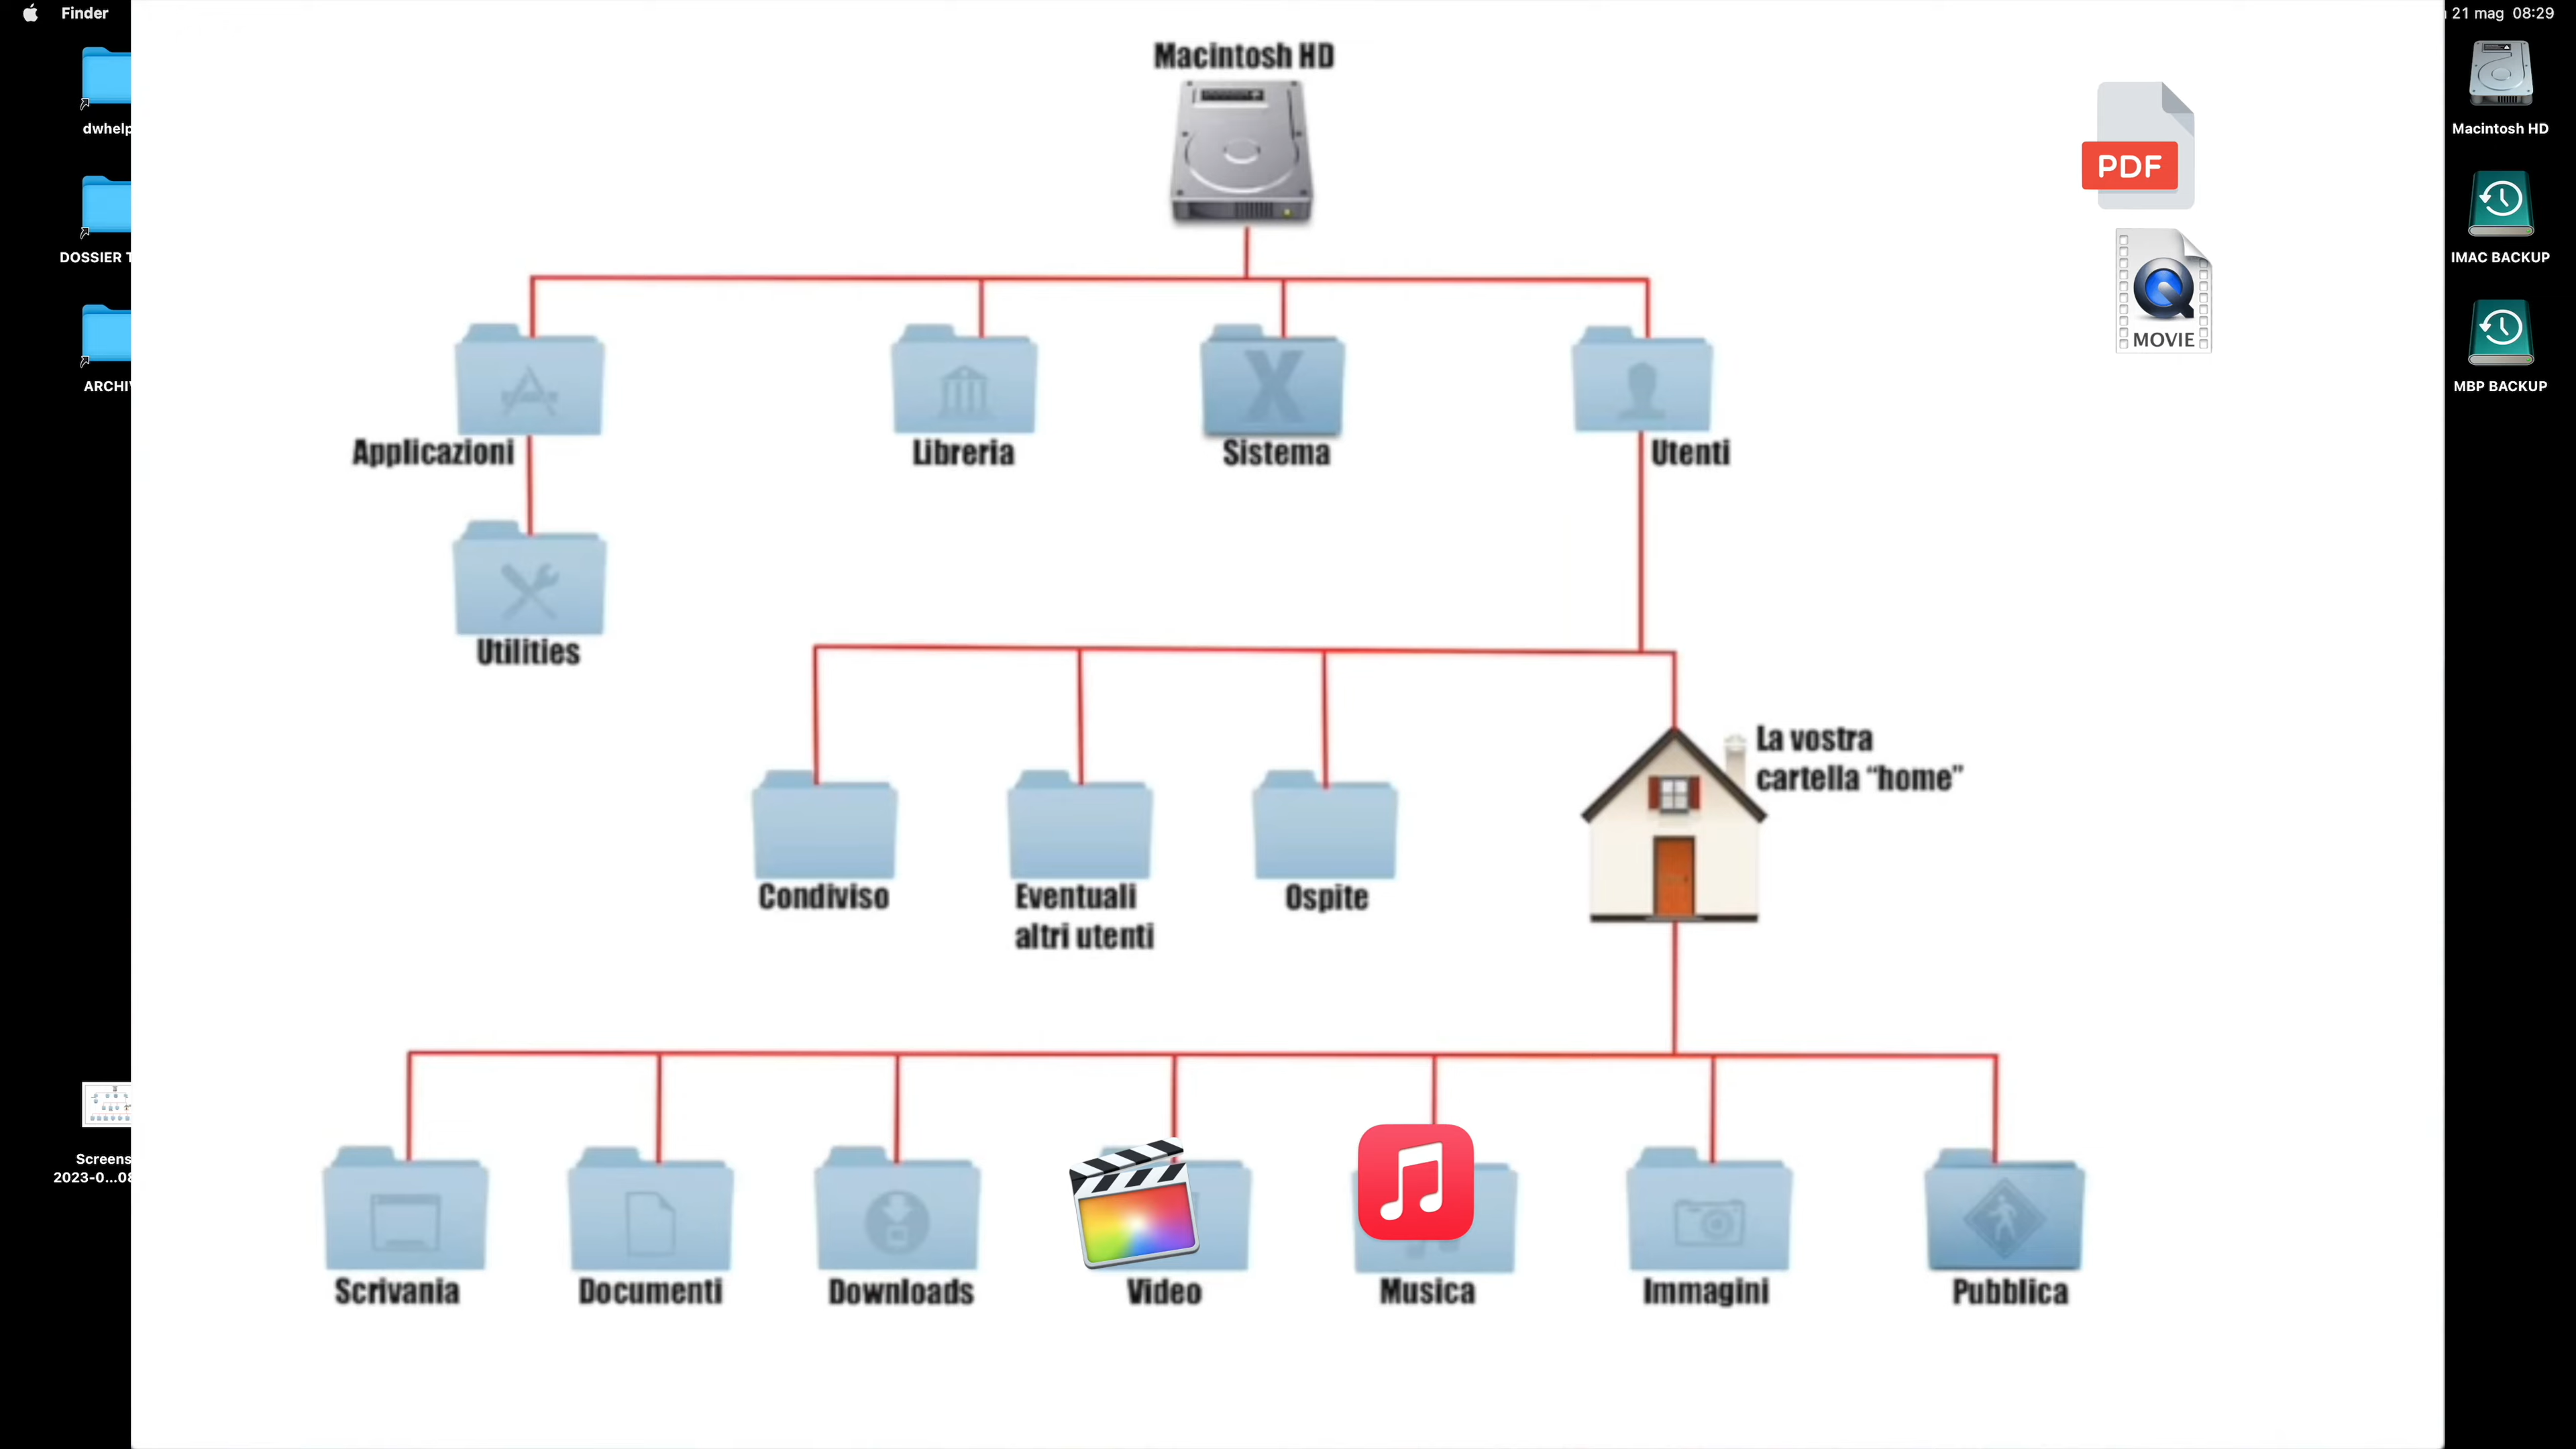 Finder
21 mag 08:29
Macintosh HD
PDF
MOVIE
Macintosh HD
IMAC BACKUP
MBP BACKUP
dwhelp
DOSSIER T
ARCHI
Applicazioni
Libreria
Sistema
Utenti
Utilities
La vostra
cartella “home”
Condiviso
Eventuali
altri utenti
Ospite
Screens
2023-0...08
Scrivania
Documenti
Downloads
Video
Musica
Immagini
Pubblica